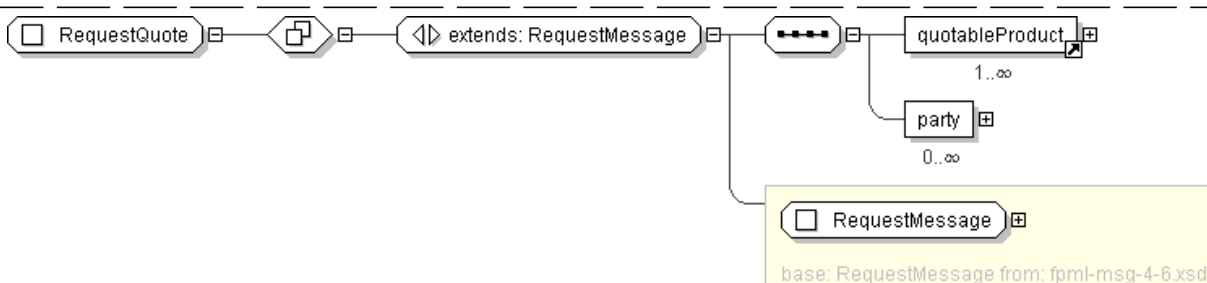 RequestQuote
extends: RequestMessage
quotableProduct
1..∞
party
0..∞
RequestMessage
base: RequestMessage from: fpml-msg-4-6.xsd